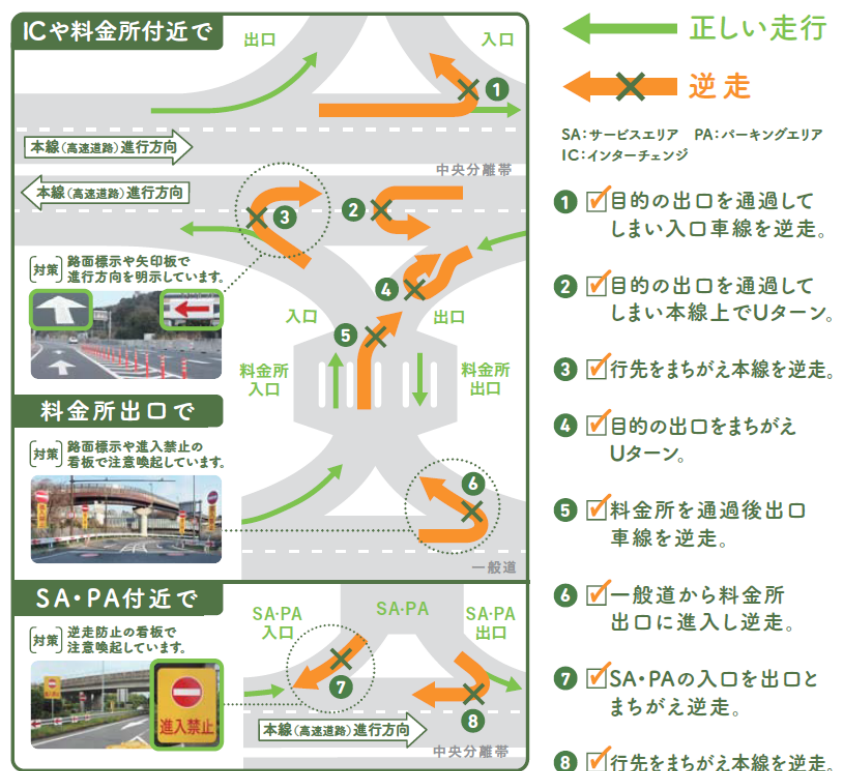 ICや料金所付近で
出口
入口
1
本線(高速道路)進行方向
中央分離帯
本線(高速道路)進行方向
3
2
[対策] 路面標示や矢印板で
進行方向を明示しています。
4
入口
出口
5
料金所
入口
料金所
出口
料金所出口で
[対策] 路面標示や進入禁止の
看板で注意喚起しています。
6
一般道
SA・PA付近で
SA・PA
入口
SA・PA
SA・PA
出口
[対策] 逆走防止の看板で
注意喚起しています。
進入禁止
7
8
本線(高速道路)進行方向
中央分離帯
正しい走行
逆走
SA:サービスエリア PA:パーキングエリア
IC:インターチェンジ
1 目的の出口を通過して
しまい入口車線を逆走。
2 目的の出口を通過して
しまい本線上でUターン。
3 行先をまちがえ本線を逆走。
4 目的の出口をまちがえ
Uターン。
5 料金所を通過後出口
車線を逆走。
6 一般道から料金所
出口に進入し逆走。
7 SA・PAの入口を出口と
まちがえ逆走。
8 行先をまちがえ本線を逆走。